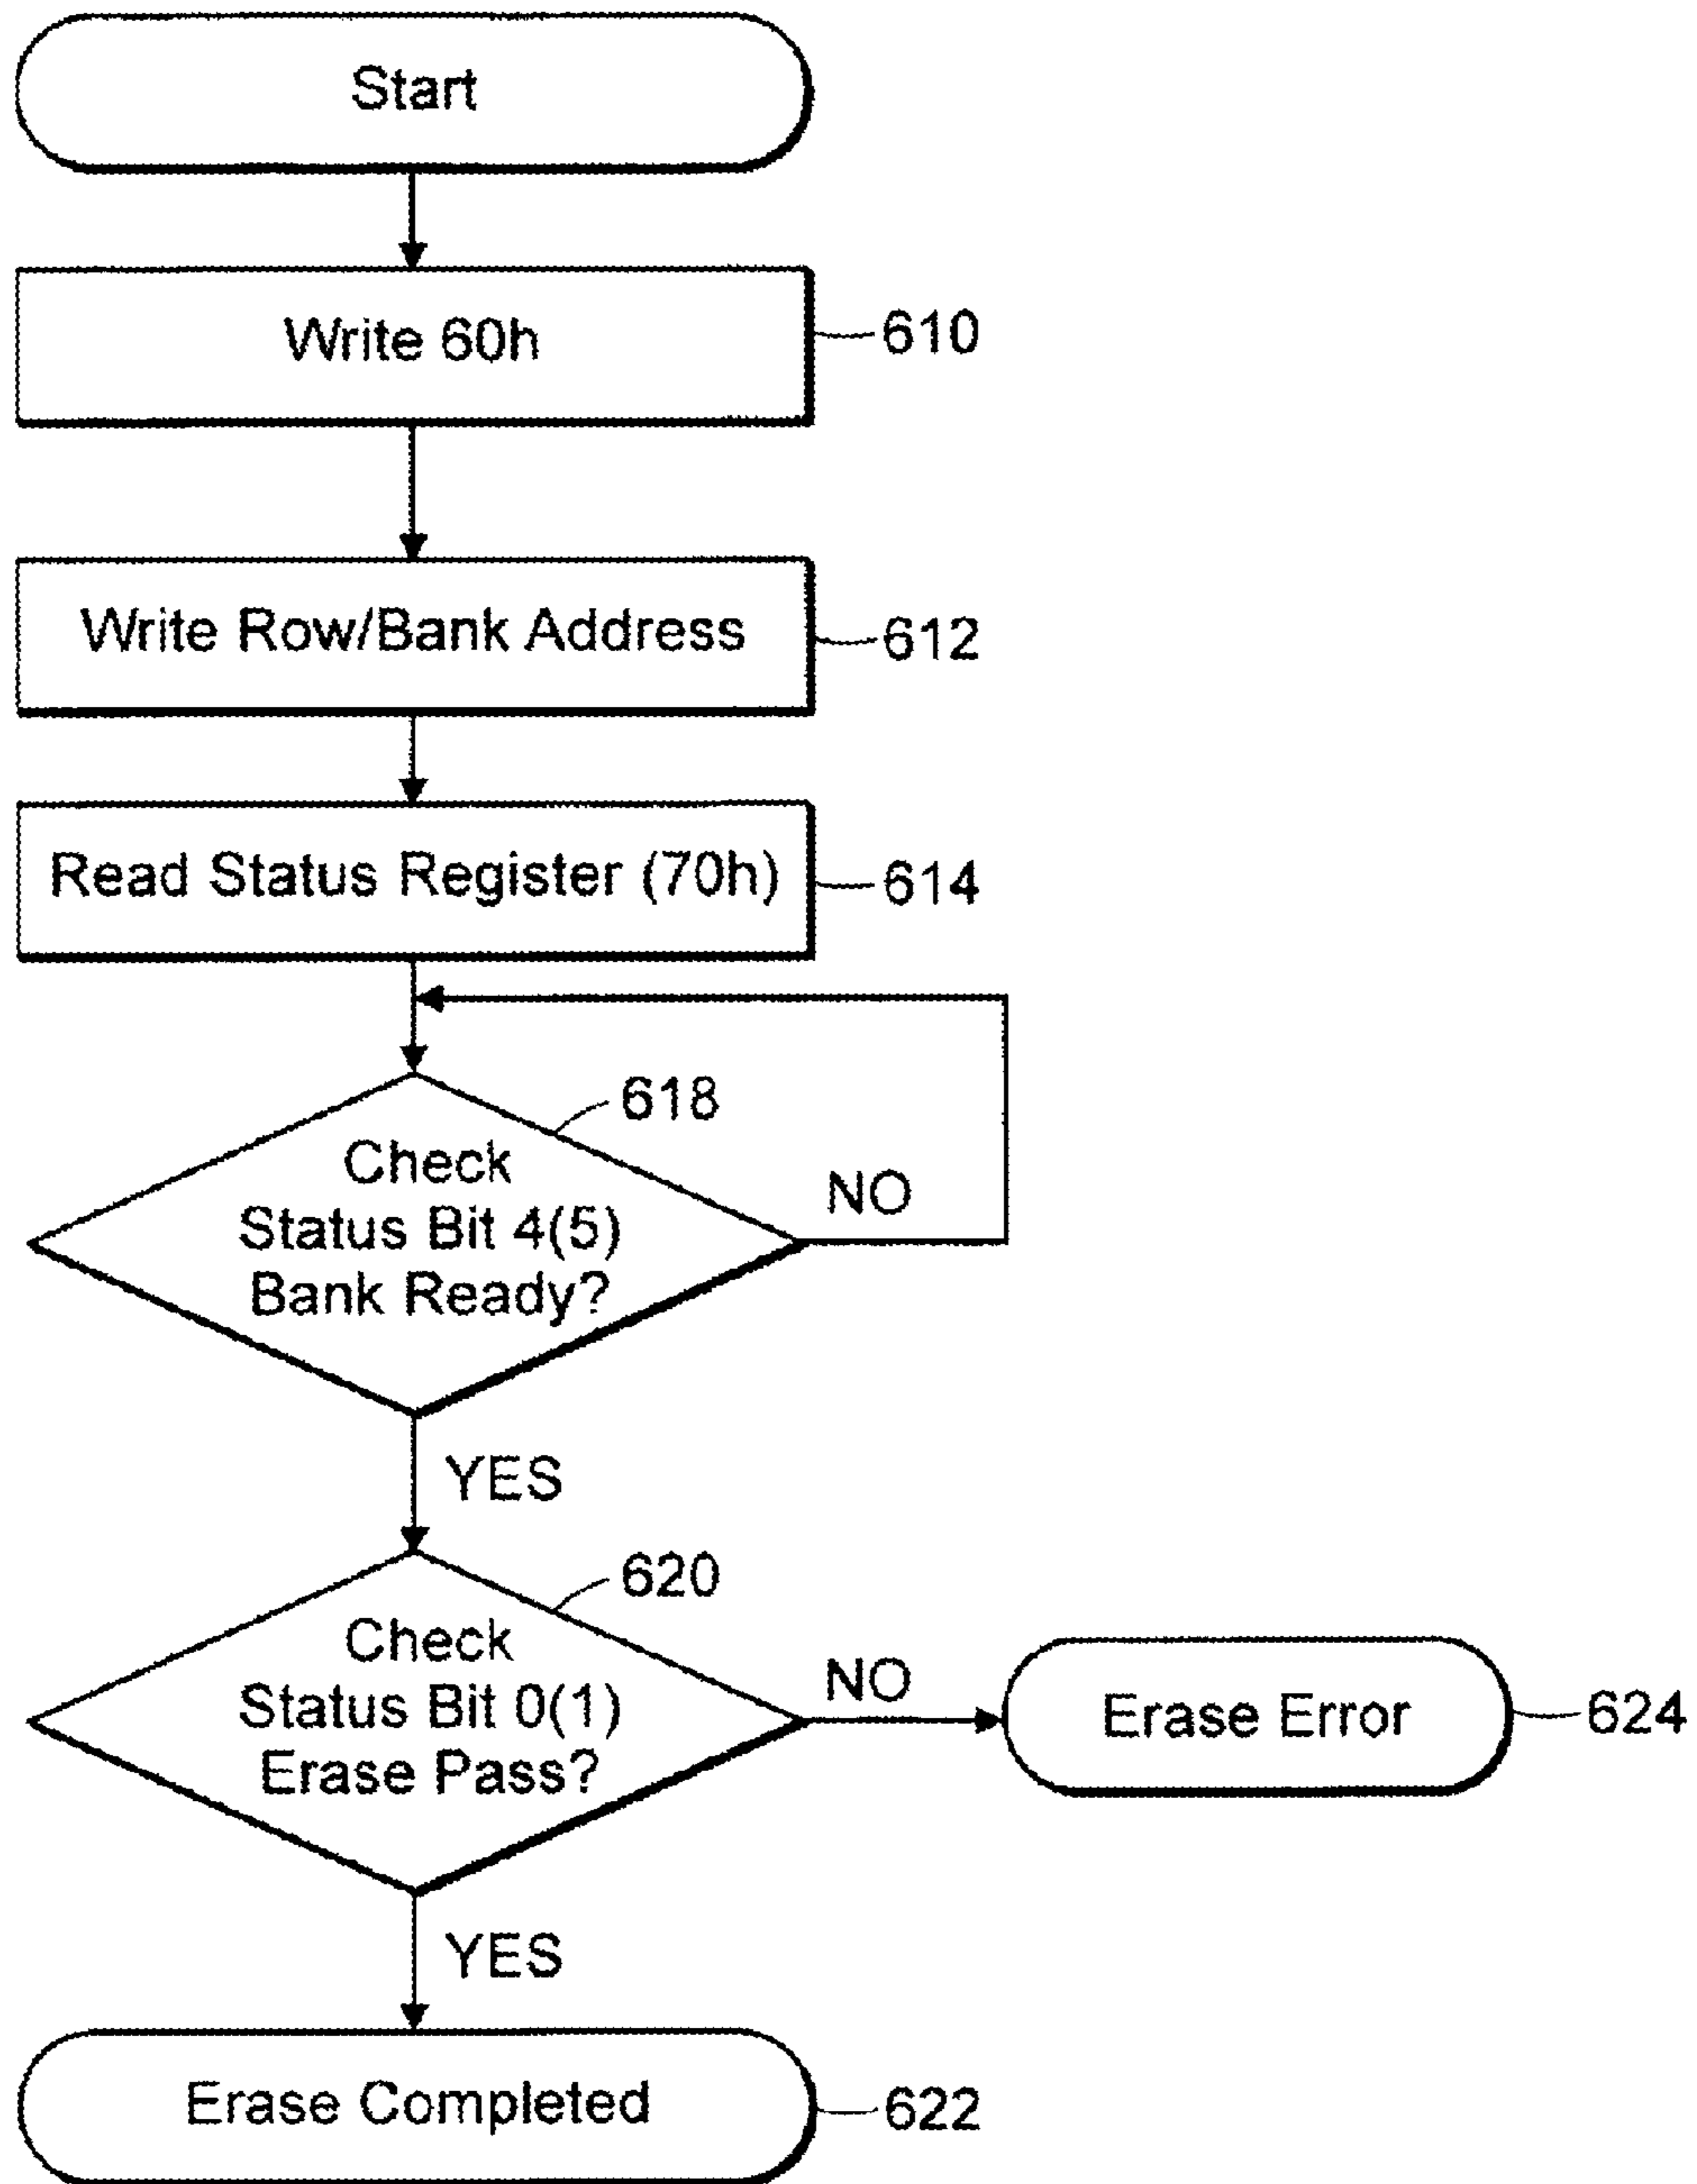 Start
Write 60h
610
Write Row/Bank Address
612
Read Status Register (70h)
614
618
Check
Status Bit 4(5)
Bank Ready?
NO
YES
620
Check
Status Bit 0(1)
Erase Pass?
NO
Erase Error
624
YES
Erase Completed
622